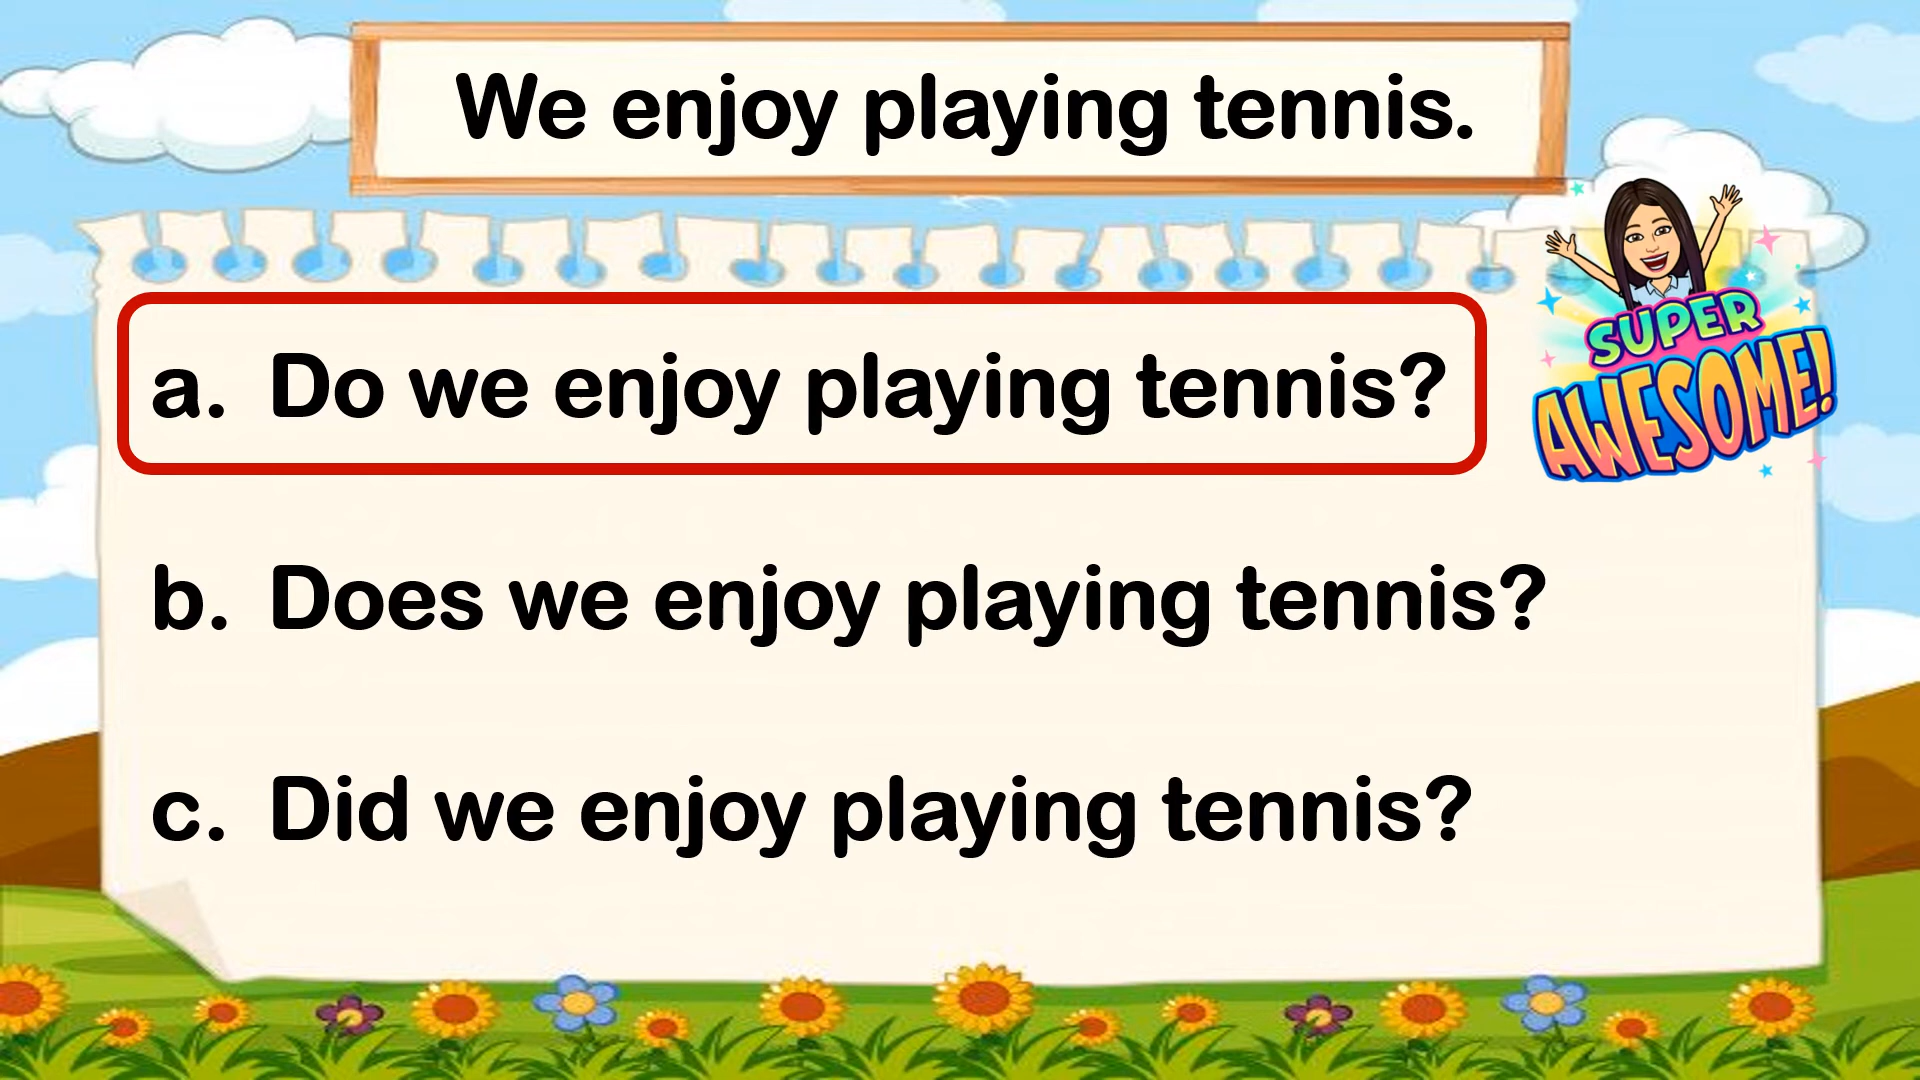 We enjoy playing tennis.
a. Do we enjoy playing tennis?
SUPER
AWESOME!
b. Does we enjoy playing tennis?
c. Did we enjoy playing tennis?